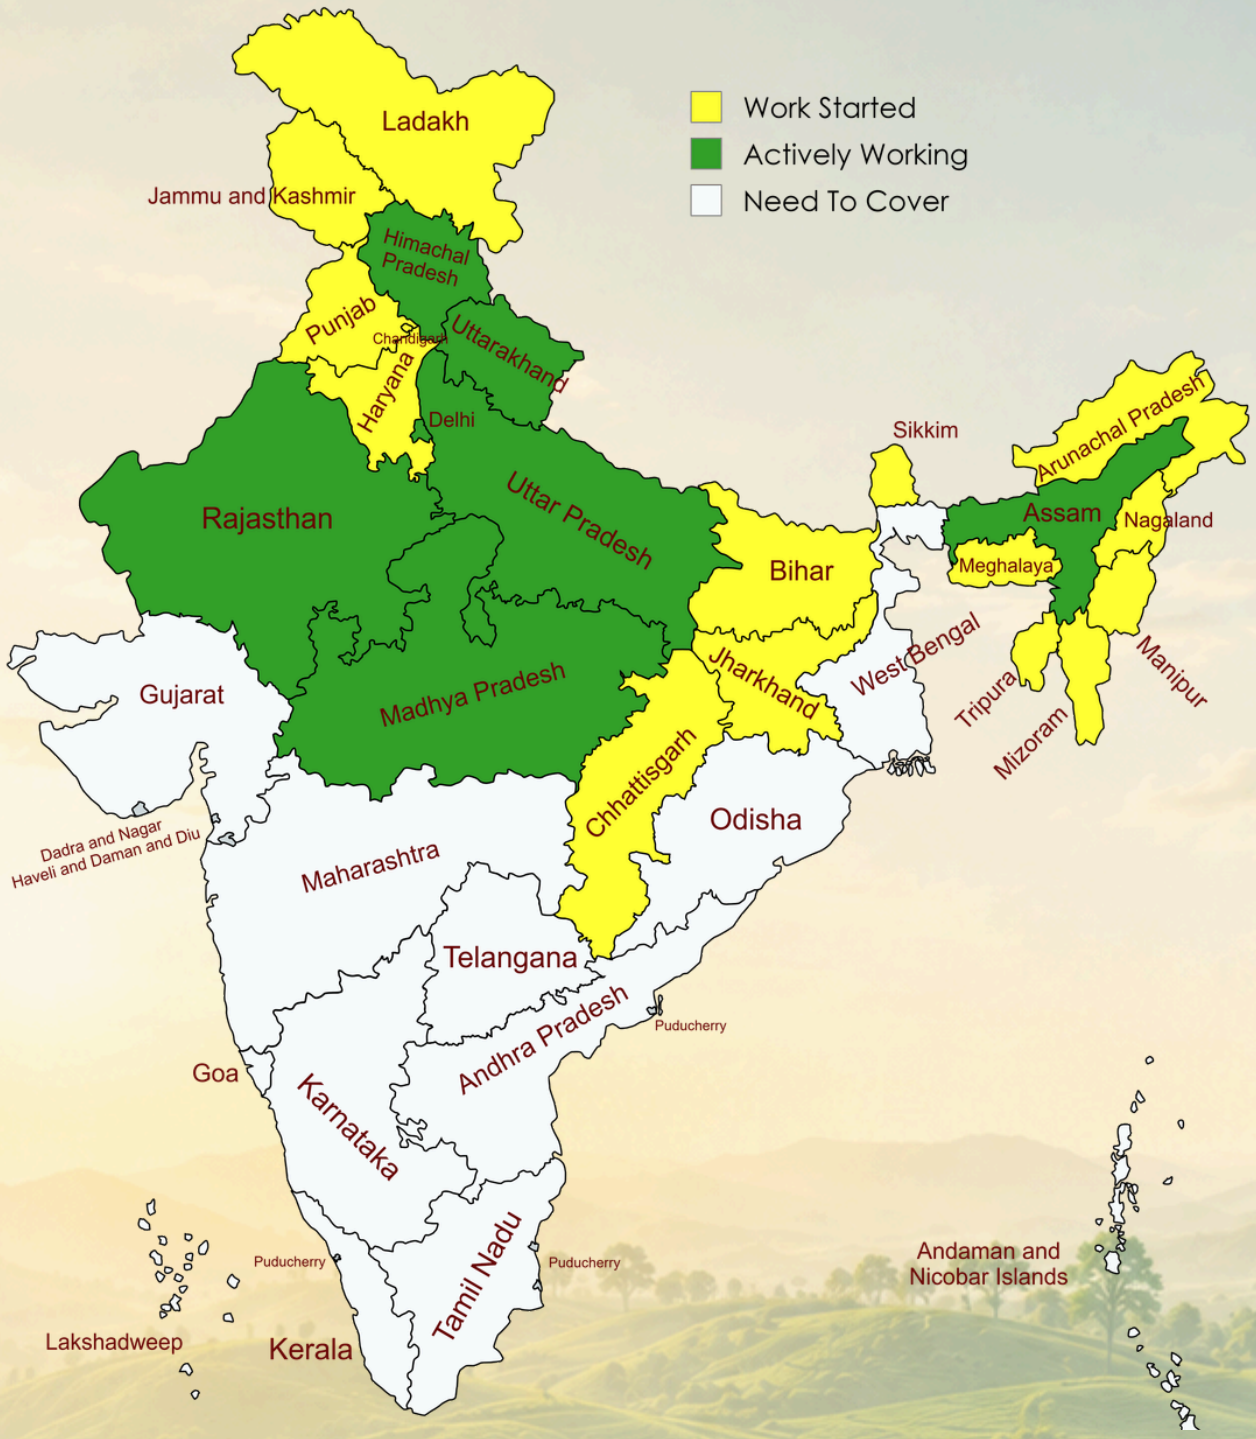 Work Started
Actively Working
Need To Cover
Ladakh
Jammu and Kashmir
Himachal
Pradesh
Punjab
Chandigarh
Uttarakhand
Haryana
Delhi
Sikkim
Arunachal Pradesh
Rajasthan
Uttar Pradesh
Assam
Nagaland
Bihar
Meghalaya
West Bengal
Manipur
Gujarat
Madhya Pradesh
Jharkhand
Tripura
Mizoram
Chhattisgarh
Odisha
Dadra and Nagar
Haveli and Daman and Diu
Maharashtra
Telangana
Andhra Pradesh
Puducherry
Goa
Karnataka
Puducherry
Tamil Nadu
Puducherry
Andaman and
Nicobar Islands
Lakshadweep
Kerala